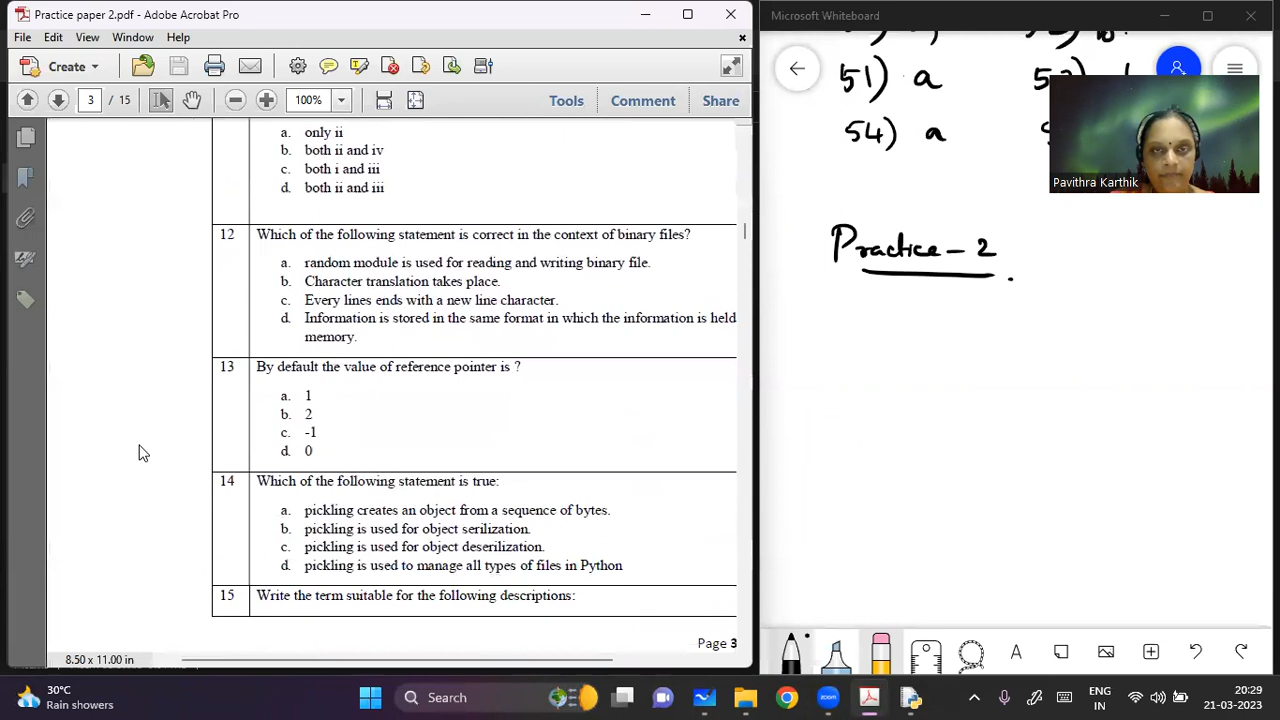 Practice paper 2.pdf - Adobe Acrobat Pro
File Edit View Window Help
Create
3 / 15
100%
Tools Comment Share
a. only ii
b. both ii and iv
c. both i and iii
d. both ii and iii
12 Which of the following statement is correct in the context of binary files?
a. random module is used for reading and writing binary file.
b. Character translation takes place.
c. Every lines ends with a new line character.
d. Information is stored in the same format in which the information is held
memory.
13 By default the value of reference pointer is ?
a. 1
b. 2
c. -1
d. 0
14 Which of the following statement is true:
a. pickling creates an object from a sequence of bytes.
b. pickling is used for object serilization.
c. pickling is used for object deserilization.
d. pickling is used to manage all types of files in Python
15 Write the term suitable for the following descriptions:
Page 3
8.50 x 11.00 in
Microsoft Whiteboard
51) a
54) a
Pavithra Karthik
Practice - 2
A
30°C
Rain showers
Search
zoom
ENG
IN
20:29
21-03-2023